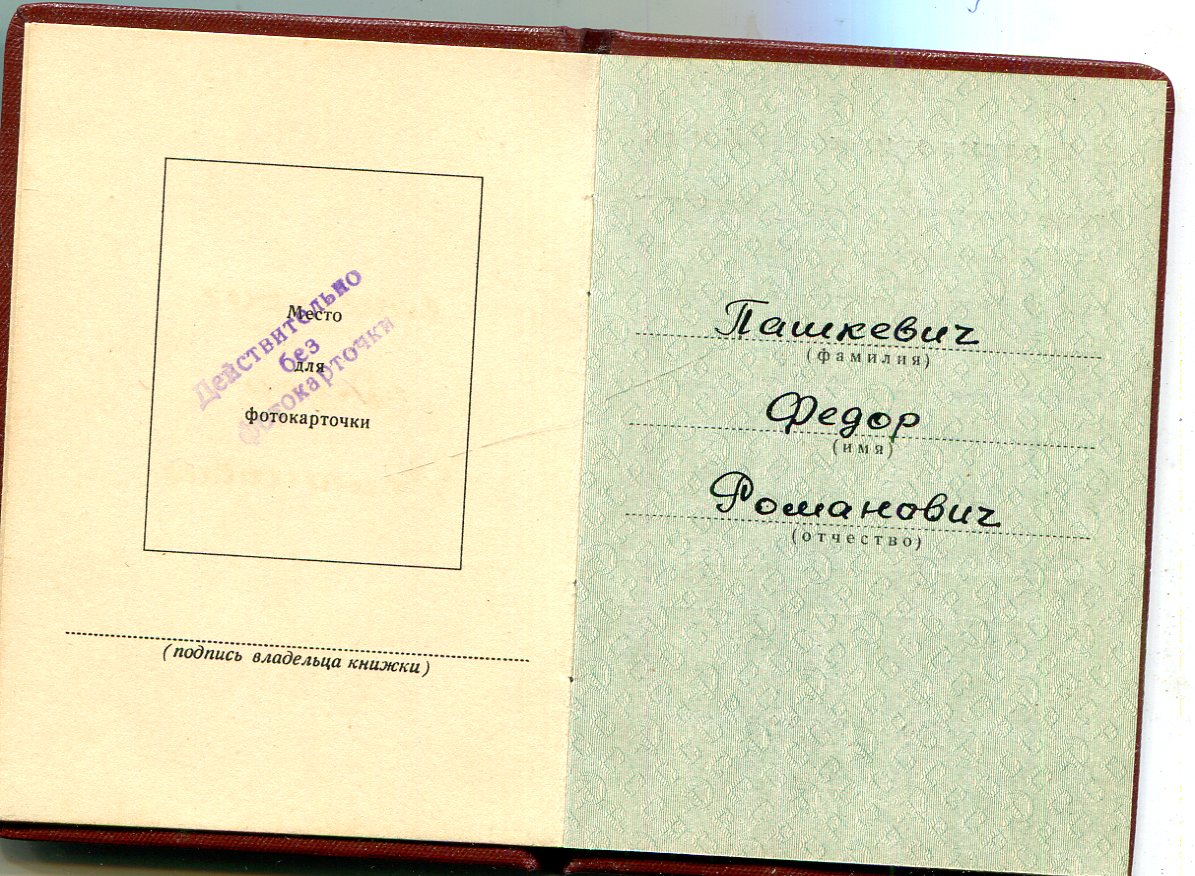 Место
для
фотокарточки
Действительно
без
фотокарточки
(подпись владельца книжки)
Пашкевич
(фамилия)
Федор
(имя)
Романович
(отчество)